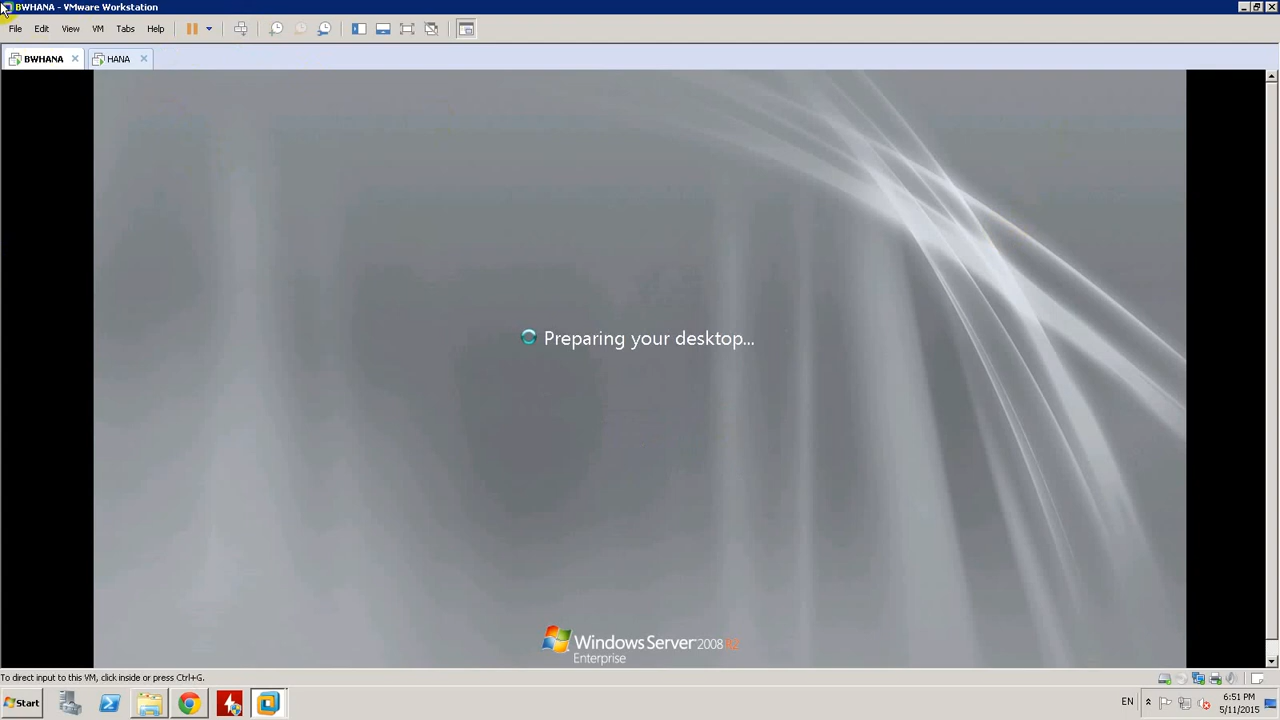 BWHANA - VMware Workstation
File Edit View VM Tabs Help
BWHANA HANA
Preparing your desktop...
Windows Server 2008 R2
Enterprise
To direct input to this VM, click inside or press Ctrl+G.
Start
EN
6:51 PM
5/11/2015